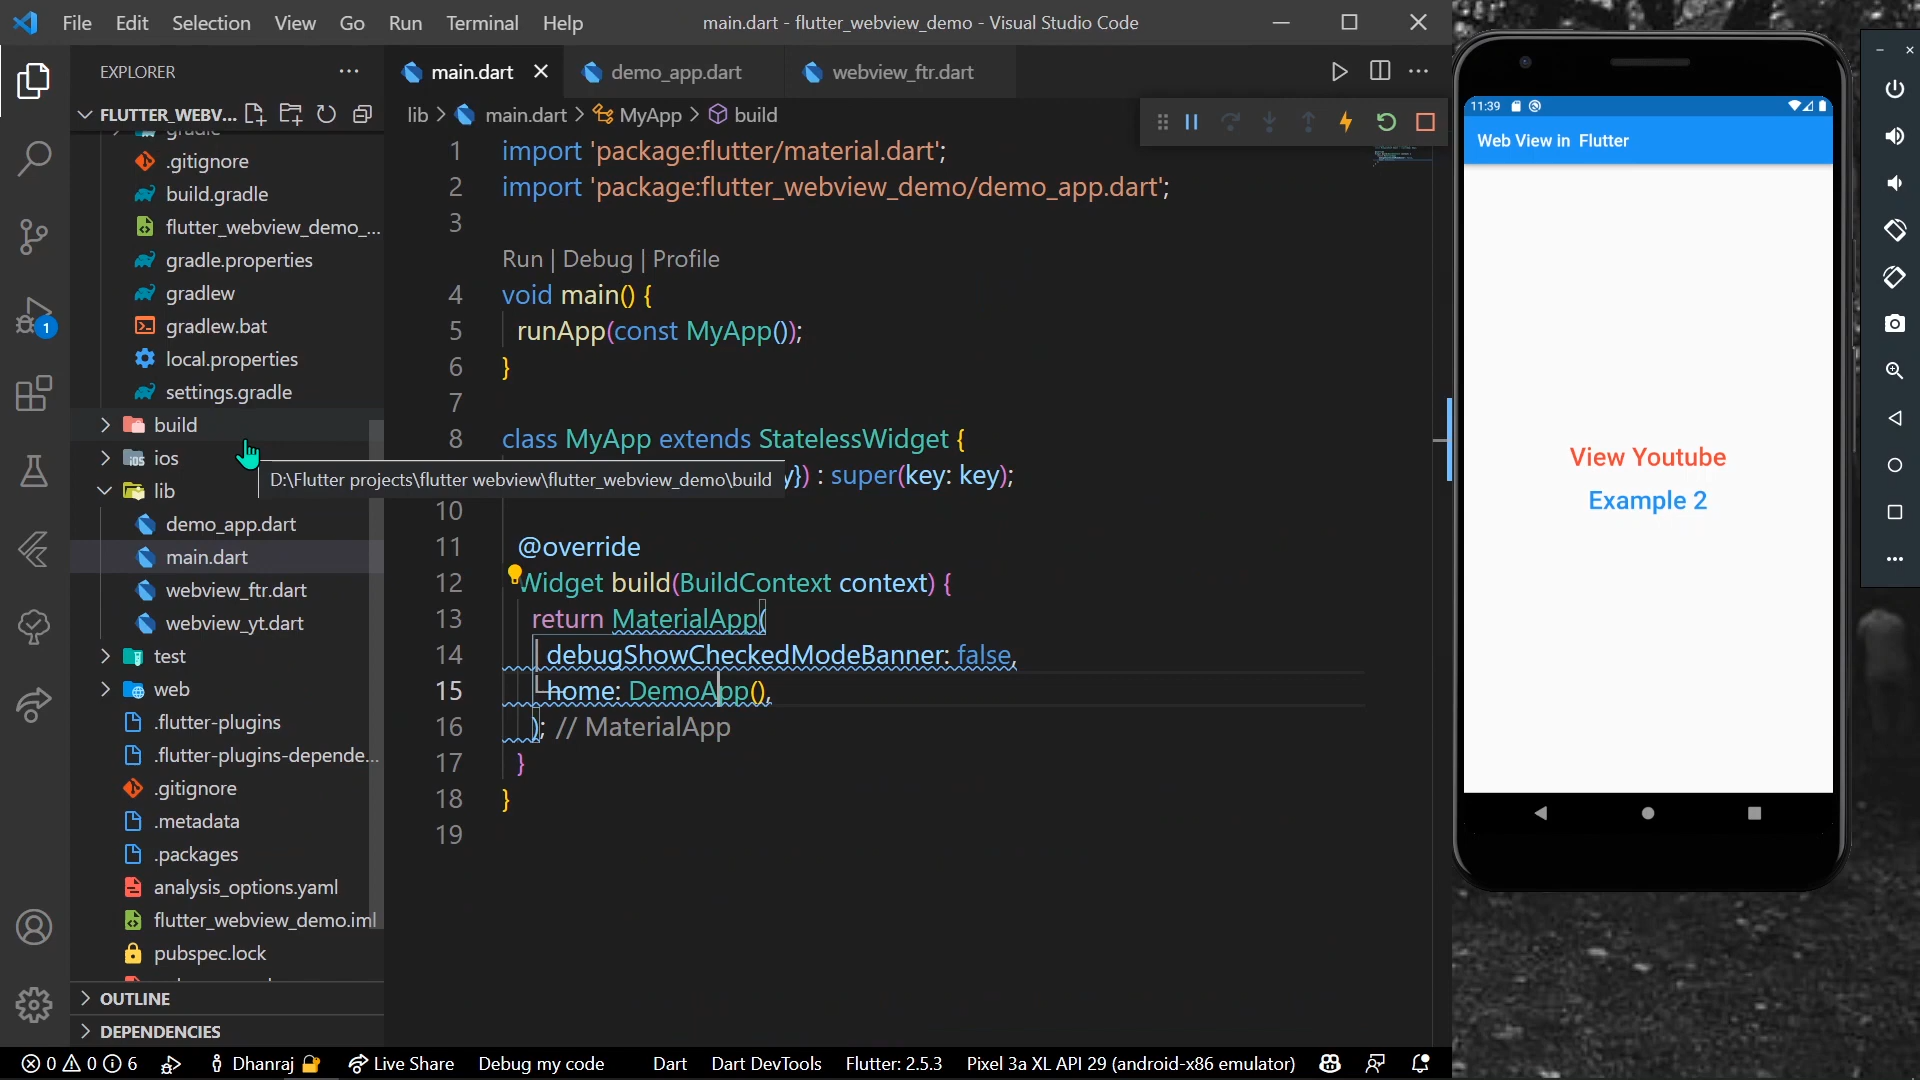 File Edit Selection View Go Run Terminal Help
main.dart - flutter_webview_demo - Visual Studio Code
EXPLORER
main.dart
demo_app.dart
webview_ftr.dart
FLUTTER_WEBV...
lib > main.dart > MyApp > build
gradle
.gitignore
build.gradle
flutter_webview_demo_...
gradle.properties
gradlew
gradlew.bat
local.properties
settings.gradle
build
ios
lib
demo_app.dart
main.dart
webview_ftr.dart
webview_yt.dart
test
web
.flutter-plugins
.flutter-plugins-depende...
.gitignore
.metadata
.packages
analysis_options.yaml
flutter_webview_demo.iml
pubspec.lock
OUTLINE
DEPENDENCIES
1
D:\Flutter projects\flutter webview\flutter_webview_demo\build
1 import 'package:flutter/material.dart';
2 import 'package:flutter_webview_demo/demo_app.dart';
3
Run | Debug | Profile
4 void main() {
5 runApp(const MyApp());
6 }
7
8 class MyApp extends StatelessWidget {
y}) : super(key: key);
10
11 @override
12 Widget build(BuildContext context) {
13 return MaterialApp(
14 debugShowCheckedModeBanner: false,
15 home: DemoApp(),
16 ); // MaterialApp
17 }
18 }
19
11:39
Web View in Flutter
View Youtube
Example 2
0 0 6 Dhanraj Live Share Debug my code Dart Dart DevTools Flutter: 2.5.3 Pixel 3a XL API 29 (android-x86 emulator)